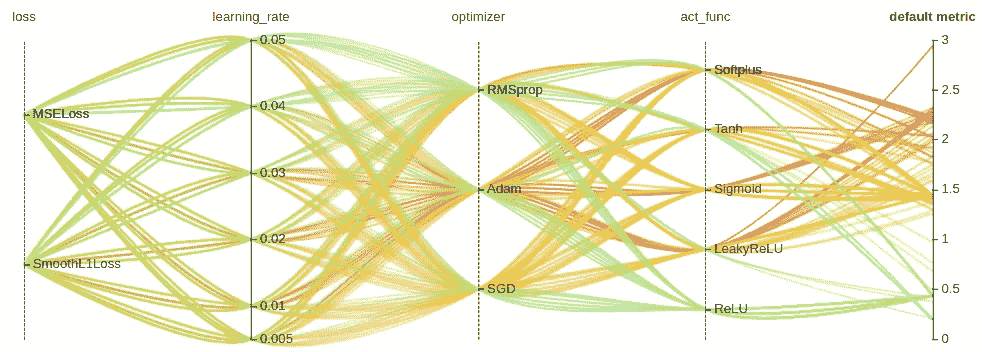 loss learning_rate optimizer act_func default metric
0.05 3
Softplus
MSELoss 0.04 RMSprop 2.5
Tanh 2
0.03 Adam Sigmoid 1.5
SmoothL1Loss 0.02 LeakyReLU 1
0.01 SGD ReLU 0.5
0.005 0